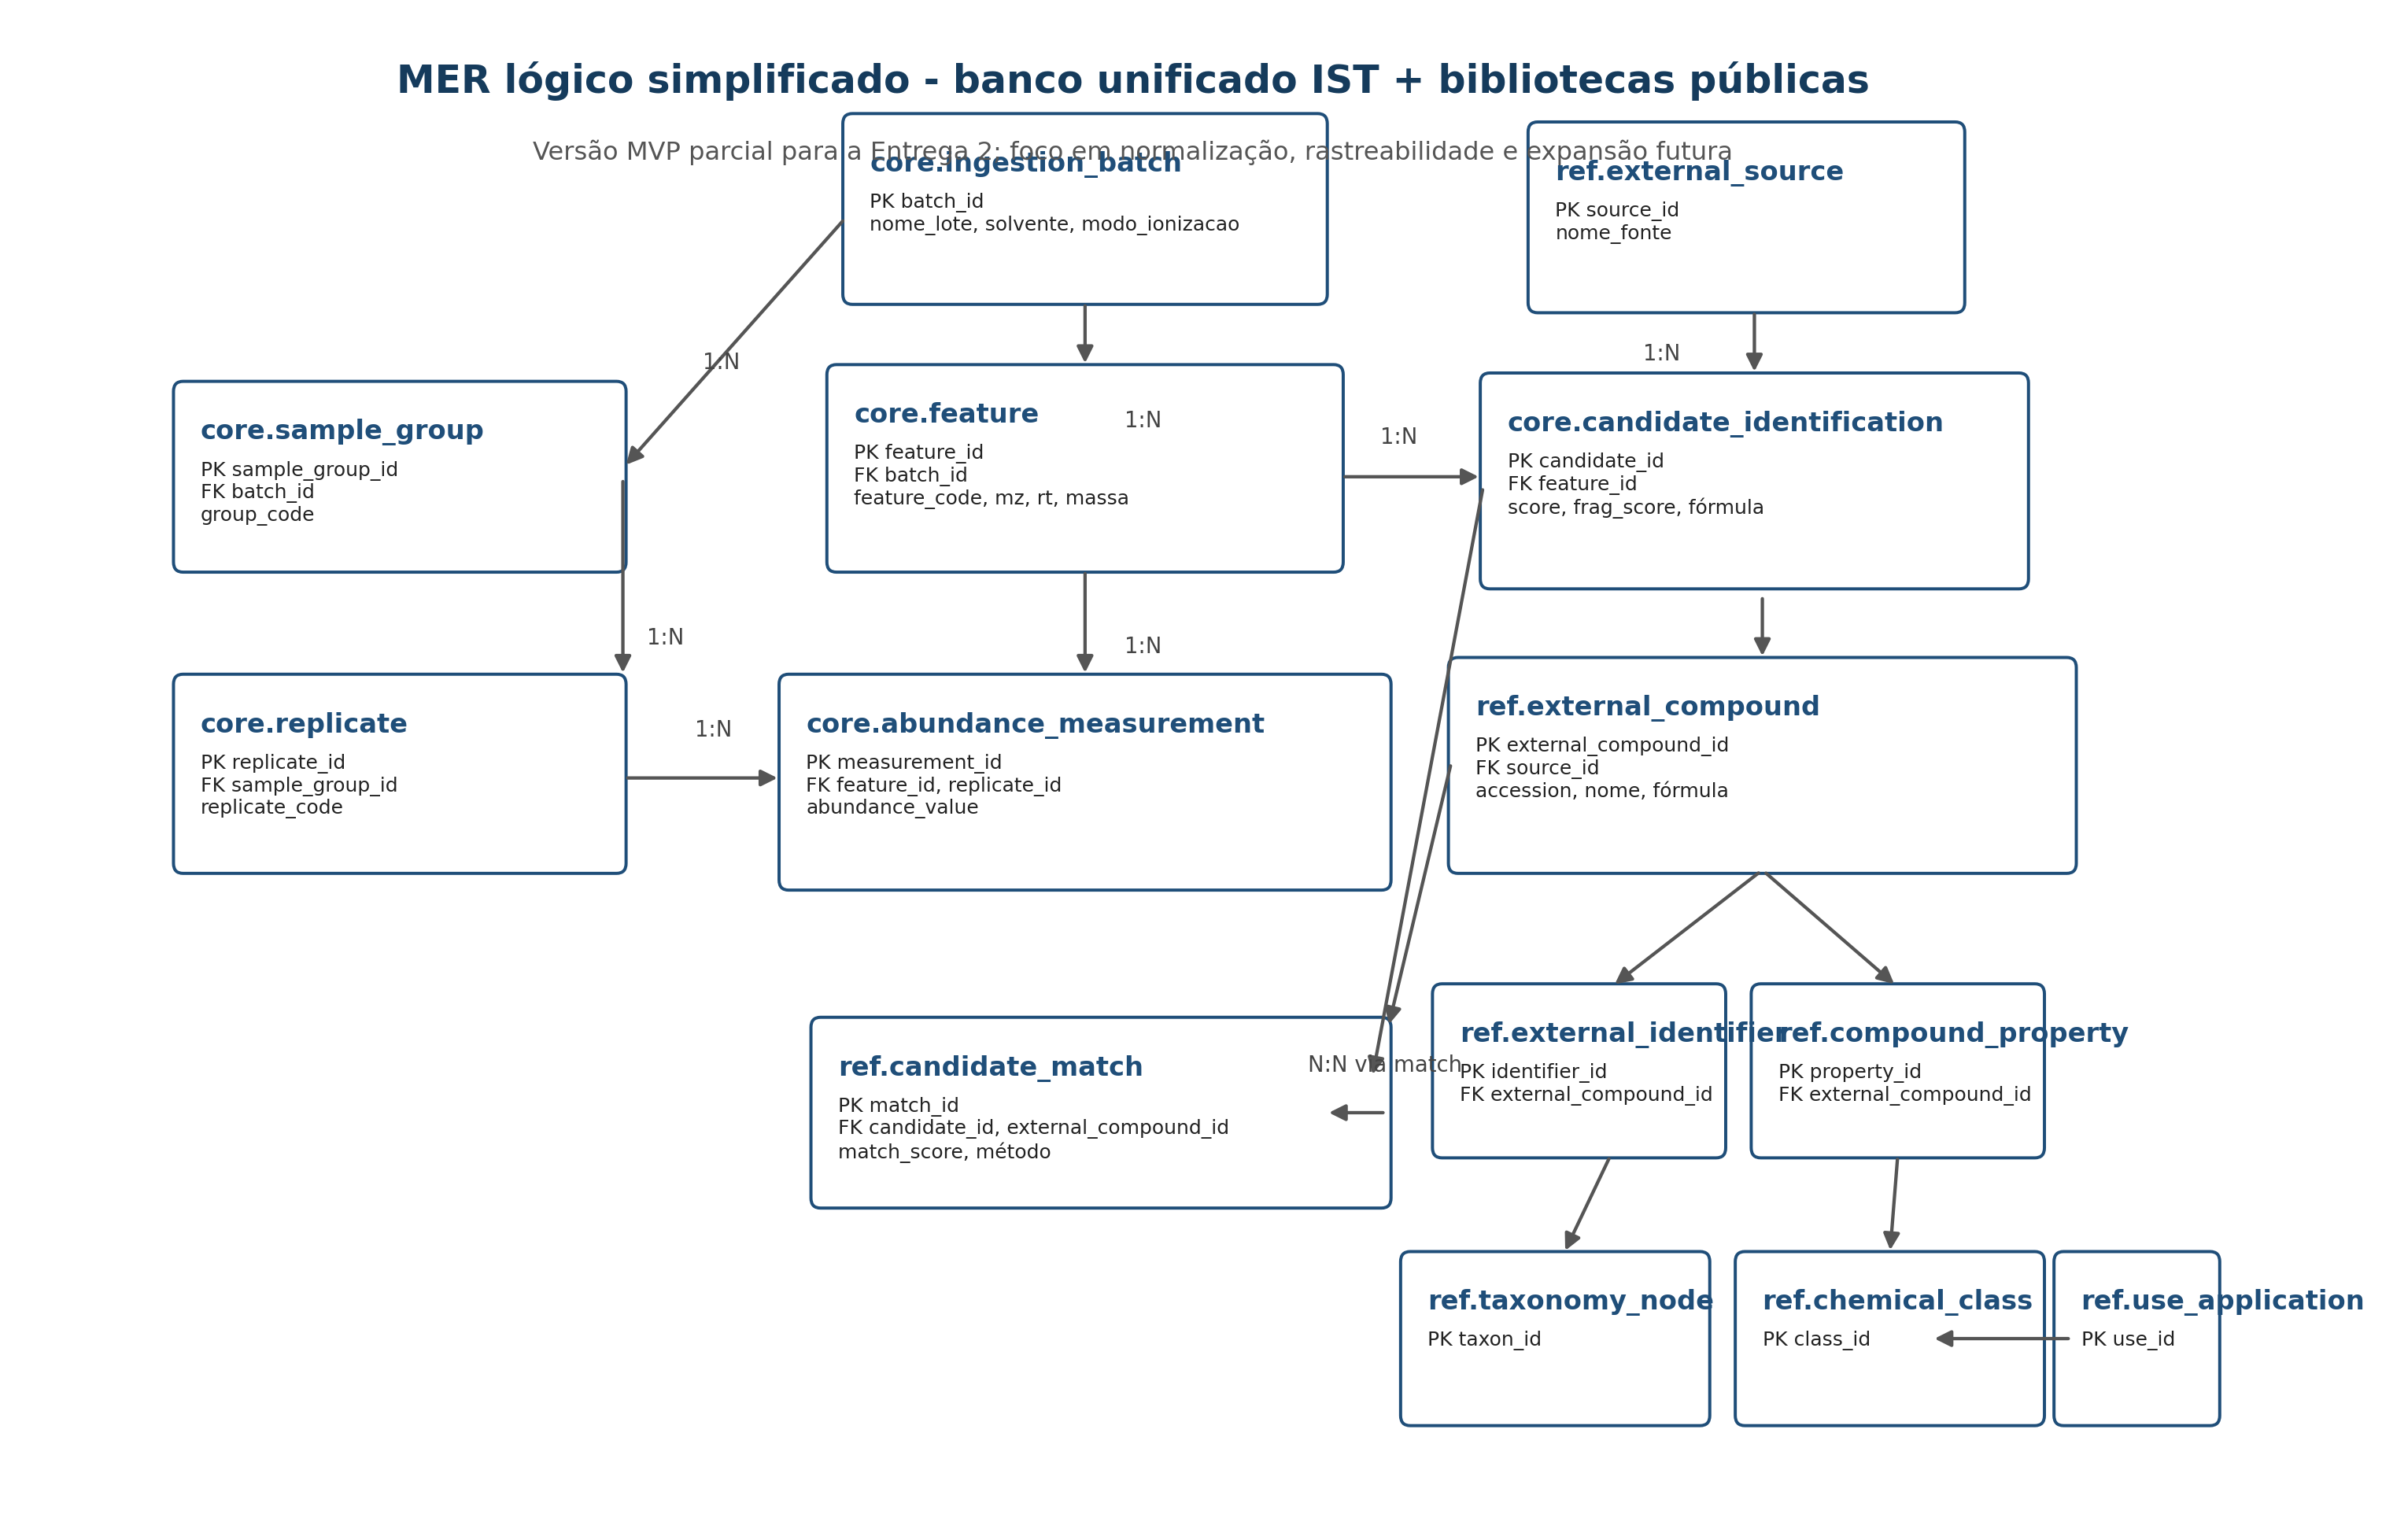 MER lógico simplificado - banco unificado IST + bibliotecas públicas
Versão MVP parcial para a Entrega 2: foco em normalização, rastreabilidade e expansão futura
core.ingestion_batch
PK batch_id
nome_lote, solvente, modo_ionizacao
ref.external_source
PK source_id
nome_fonte
1:N
1:N
core.sample_group
PK sample_group_id
FK batch_id
group_code
core.feature
1:N
PK feature_id
FK batch_id
feature_code, mz, rt, massa
1:N
core.candidate_identification
PK candidate_id
FK feature_id
score, frag_score, fórmula
1:N
1:N
core.replicate
PK replicate_id
FK sample_group_id
replicate_code
1:N
core.abundance_measurement
PK measurement_id
FK feature_id, replicate_id
abundance_value
ref.external_compound
PK external_compound_id
FK source_id
accession, nome, fórmula
ref.candidate_match
PK match_id
FK candidate_id, external_compound_id
match_score, método
N:N via match
ref.external_identifier
PK identifier_id
FK external_compound_id
ref.compound_property
PK property_id
FK external_compound_id
ref.taxonomy_node
PK taxon_id
ref.chemical_class
PK class_id
ref.use_application
PK use_id